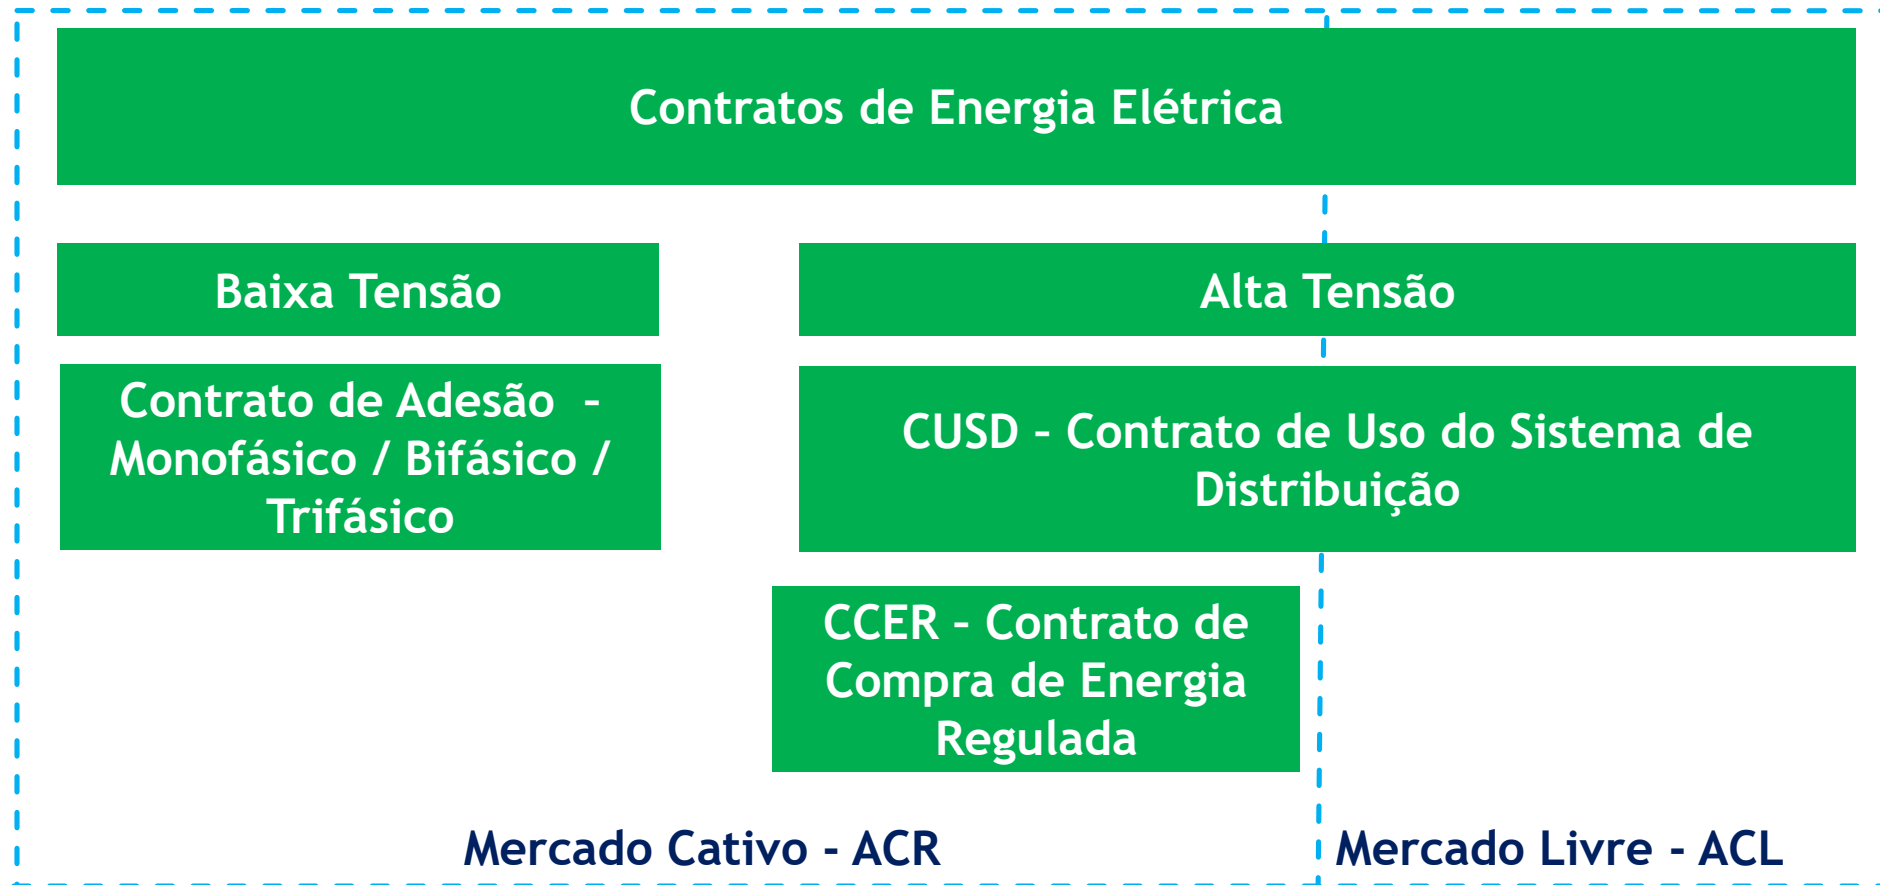 Contratos de Energia Elétrica
Baixa Tensão
Alta Tensão
Contrato de Adesão –
Monofásico / Bifásico /
Trifásico
CUSD – Contrato de Uso do Sistema de
Distribuição
CCER – Contrato de
Compra de Energia
Regulada
Mercado Cativo - ACR
Mercado Livre - ACL